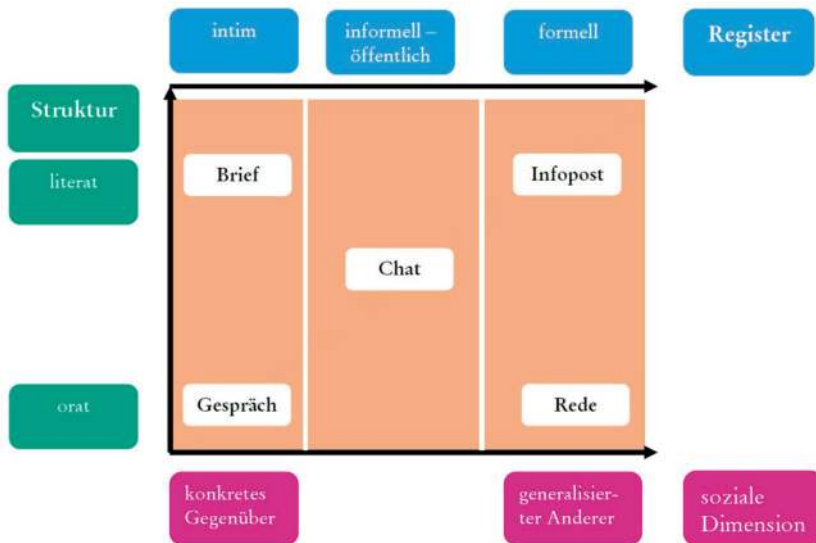 intim
informell –
öffentlich
formell
Register
Struktur
literat
Brief
Infopost
Chat
orat
Gespräch
Rede
konkretes
Gegenüber
generalisier-
ter Anderer
soziale
Dimension